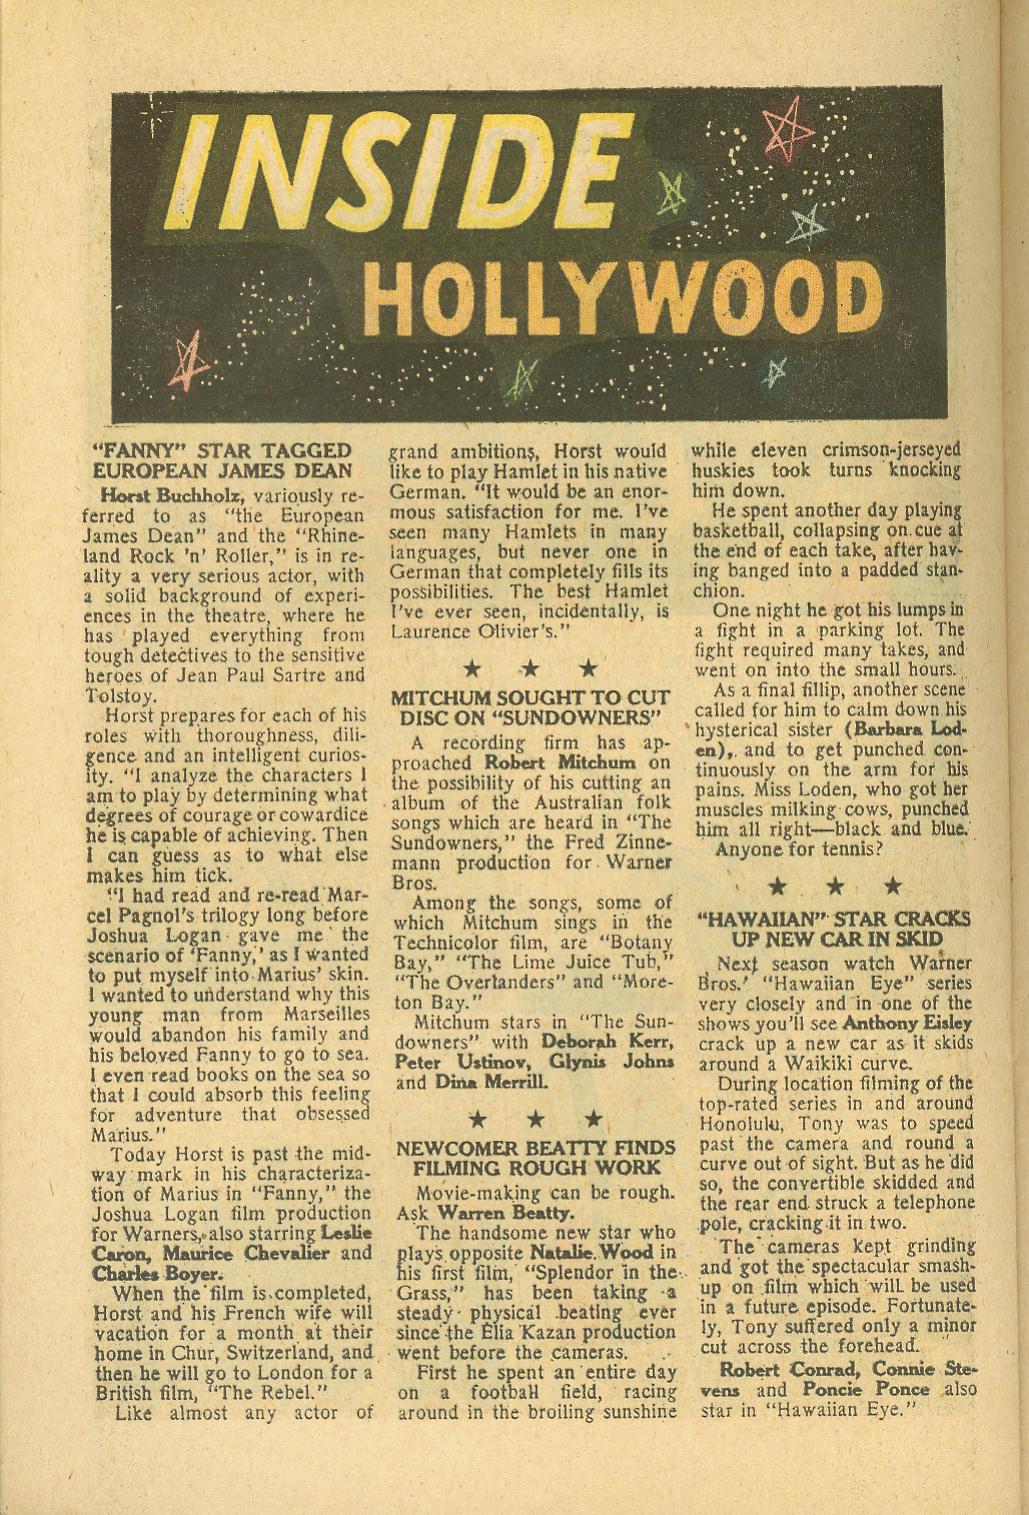 INSIDE
HOLLYWOOD
"FANNY" STAR TAGGED
EUROPEAN JAMES DEAN
Horst Buchholz, variously re-
ferred to as "the European
James Dean" and the "Rhine-
land Rock 'n' Roller," is in re-
ality a very serious actor, with
a solid background of experi-
ences in the theatre, where he
has played everything from
tough detectives to the sensitive
heroes of Jean Paul Sartre and
Tolstoy.
Horst prepares for each of his
roles with thoroughness, dili-
gence and an intelligent curios-
ity. "I analyze the characters I
am to play by determining what
degrees of courage or cowardice
he is capable of achieving. Then
I can guess as to what else
makes him tick.
"I had read and re-read Mar-
cel Pagnol's trilogy long before
Joshua Logan gave me the
scenario of 'Fanny,' as I wanted
to put myself into Marius' skin.
I wanted to understand why this
young man from Marseilles
would abandon his family and
his beloved Fanny to go to sea.
I even read books on the sea so
that I could absorb this feeling
for adventure that obsessed
Marius."
Today Horst is past the mid-
way mark in his characteriza-
tion of Marius in "Fanny," the
Joshua Logan film production
for Warners, also starring Leslie
Caron, Maurice Chevalier and
Charles Boyer.
When the film is completed,
Horst and his French wife will
vacation for a month at their
home in Chur, Switzerland, and
then he will go to London for a
British film, "The Rebel."
Like almost any actor of
grand ambitions, Horst would
like to play Hamlet in his native
German. "It would be an enor-
mous satisfaction for me. I've
seen many Hamlets in many
languages, but never one in
German that completely fills its
possibilities. The best Hamlet
I've ever seen, incidentally, is
Laurence Olivier's."
★ ★ ★
MITCHUM SOUGHT TO CUT
DISC ON "SUNDOWNERS"
A recording firm has ap-
proached Robert Mitchum on
the possibility of his cutting an
album of the Australian folk
songs which are heard in "The
Sundowners," the Fred Zinne-
mann production for Warner
Bros.
Among the songs, some of
which Mitchum sings in the
Technicolor film, are "Botany
Bay," "The Lime Juice Tub,"
"The Overlanders" and "More-
ton Bay."
Mitchum stars in "The Sun-
downers" with Deborah Kerr,
Peter Ustinov, Glynis Johns
and Dina Merrill.
★ ★ ★
NEWCOMER BEATTY FINDS
FILMING ROUGH WORK
Movie-making can be rough.
Ask Warren Beatty.
The handsome new star who
plays opposite Natalie Wood in
his first film, "Splendor in the
Grass," has been taking a
steady physical beating ever
since the Elia Kazan production
went before the cameras.
First he spent an entire day
on a football field, racing
around in the broiling sunshine
while eleven crimson-jerseyed
huskies took turns knocking
him down.
He spent another day playing
basketball, collapsing on cue at
the end of each take, after hav-
ing banged into a padded stan-
chion.
One night he got his lumps in
a fight in a parking lot. The
fight required many takes, and
went on into the small hours.
As a final fillip, another scene
called for him to calm down his
hysterical sister (Barbara Lod-
en), and to get punched con-
tinuously on the arm for his
pains. Miss Loden, who got her
muscles milking cows, punched
him all right—black and blue.
Anyone for tennis?
★ ★ ★
"HAWAIIAN" STAR CRACKS
UP NEW CAR IN SKID
Next season watch Warner
Bros.' "Hawaiian Eye" series
very closely and in one of the
shows you'll see Anthony Eisley
crack up a new car as it skids
around a Waikiki curve.
During location filming of the
top-rated series in and around
Honolulu, Tony was to speed
past the camera and round a
curve out of sight. But as he did
so, the convertible skidded and
the rear end struck a telephone
pole, cracking it in two.
The cameras kept grinding
and got the spectacular smash-
up on film which will be used
in a future episode. Fortunate-
ly, Tony suffered only a minor
cut across the forehead.
Robert Conrad, Connie Ste-
vens and Poncie Ponce also
star in "Hawaiian Eye."